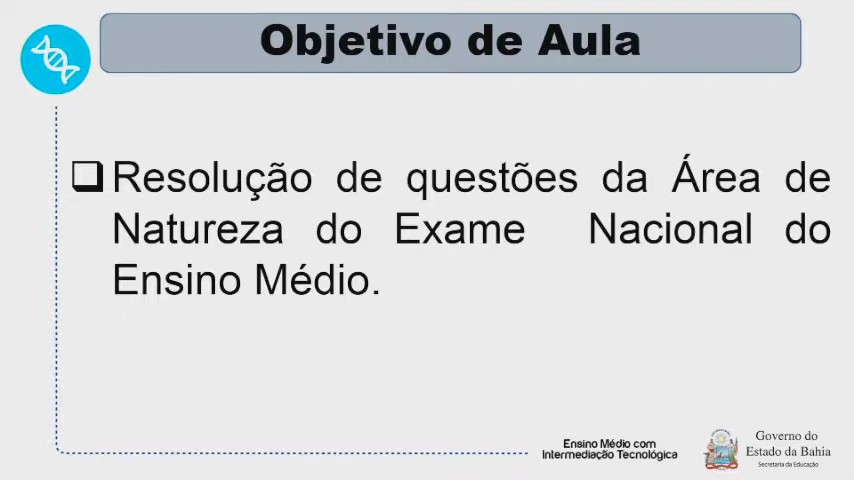 Objetivo de Aula
Resolução de questões da Área de
Natureza do Exame Nacional do
Ensino Médio.
Ensino Médio com
Intermediação Tecnológica
Governo do
Estado da Bahia
Secretaria da Educação